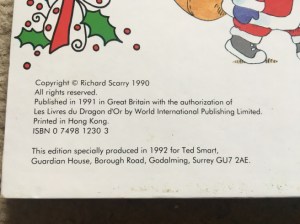 Copyright © Richard Scarry 1990
All rights reserved.
Published in 1991 in Great Britain with the authorization of
Les Livres du Dragon d'Or by World International Publishing Limited.
Printed in Hong Kong.
ISBN 0 7498 1230 3
This edition specially produced in 1992 for Ted Smart,
Guardian House, Borough Road, Godalming, Surrey GU7 2AE.